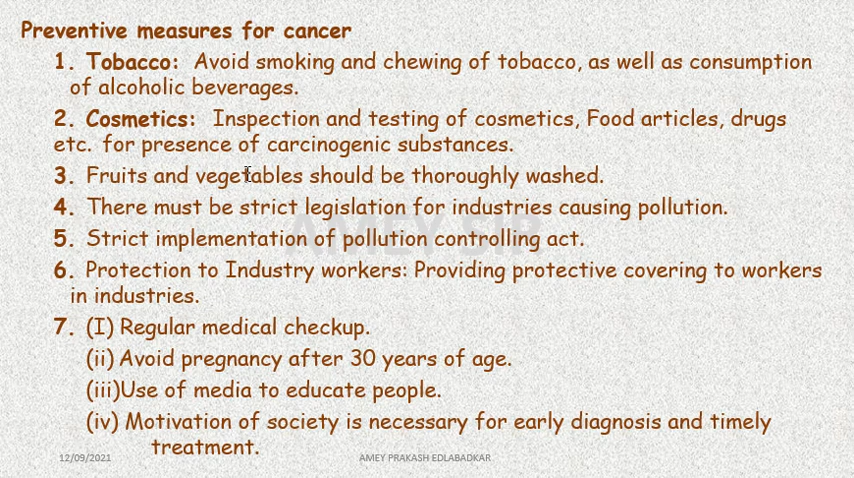 Preventive measures for cancer
1. Tobacco: Avoid smoking and chewing of tobacco, as well as consumption
of alcoholic beverages.
2. Cosmetics: Inspection and testing of cosmetics, Food articles, drugs
etc. for presence of carcinogenic substances.
3. Fruits and vegetables should be thoroughly washed.
4. There must be strict legislation for industries causing pollution.
AMEY SIR
5. Strict implementation of pollution controlling act.
6. Protection to Industry workers: Providing protective covering to workers
in industries.
7. (I) Regular medical checkup.
(ii) Avoid pregnancy after 30 years of age.
(iii)Use of media to educate people.
(iv) Motivation of society is necessary for early diagnosis and timely
treatment.
12/09/2021 AMEY PRAKASH EDLABADKAR